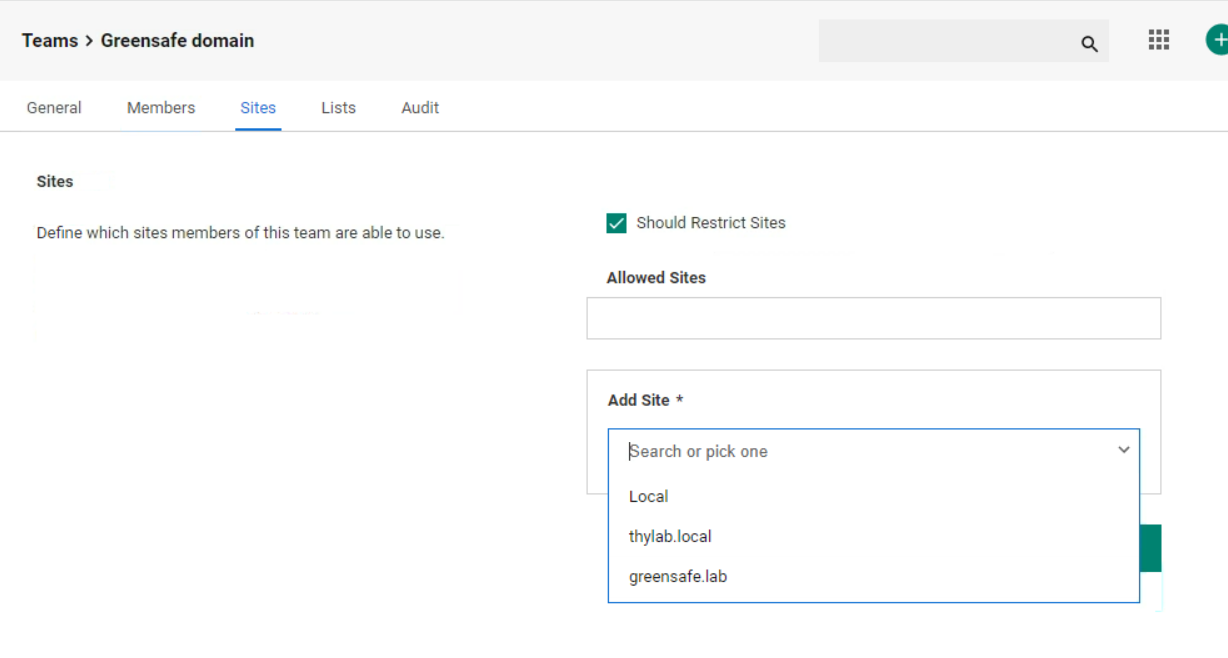 Teams > Greensafe domain
General Members Sites Lists Audit
Sites
Define which sites members of this team are able to use.
Should Restrict Sites
Allowed Sites
Add Site *
Search or pick one
Local
thylab.local
greensafe.lab